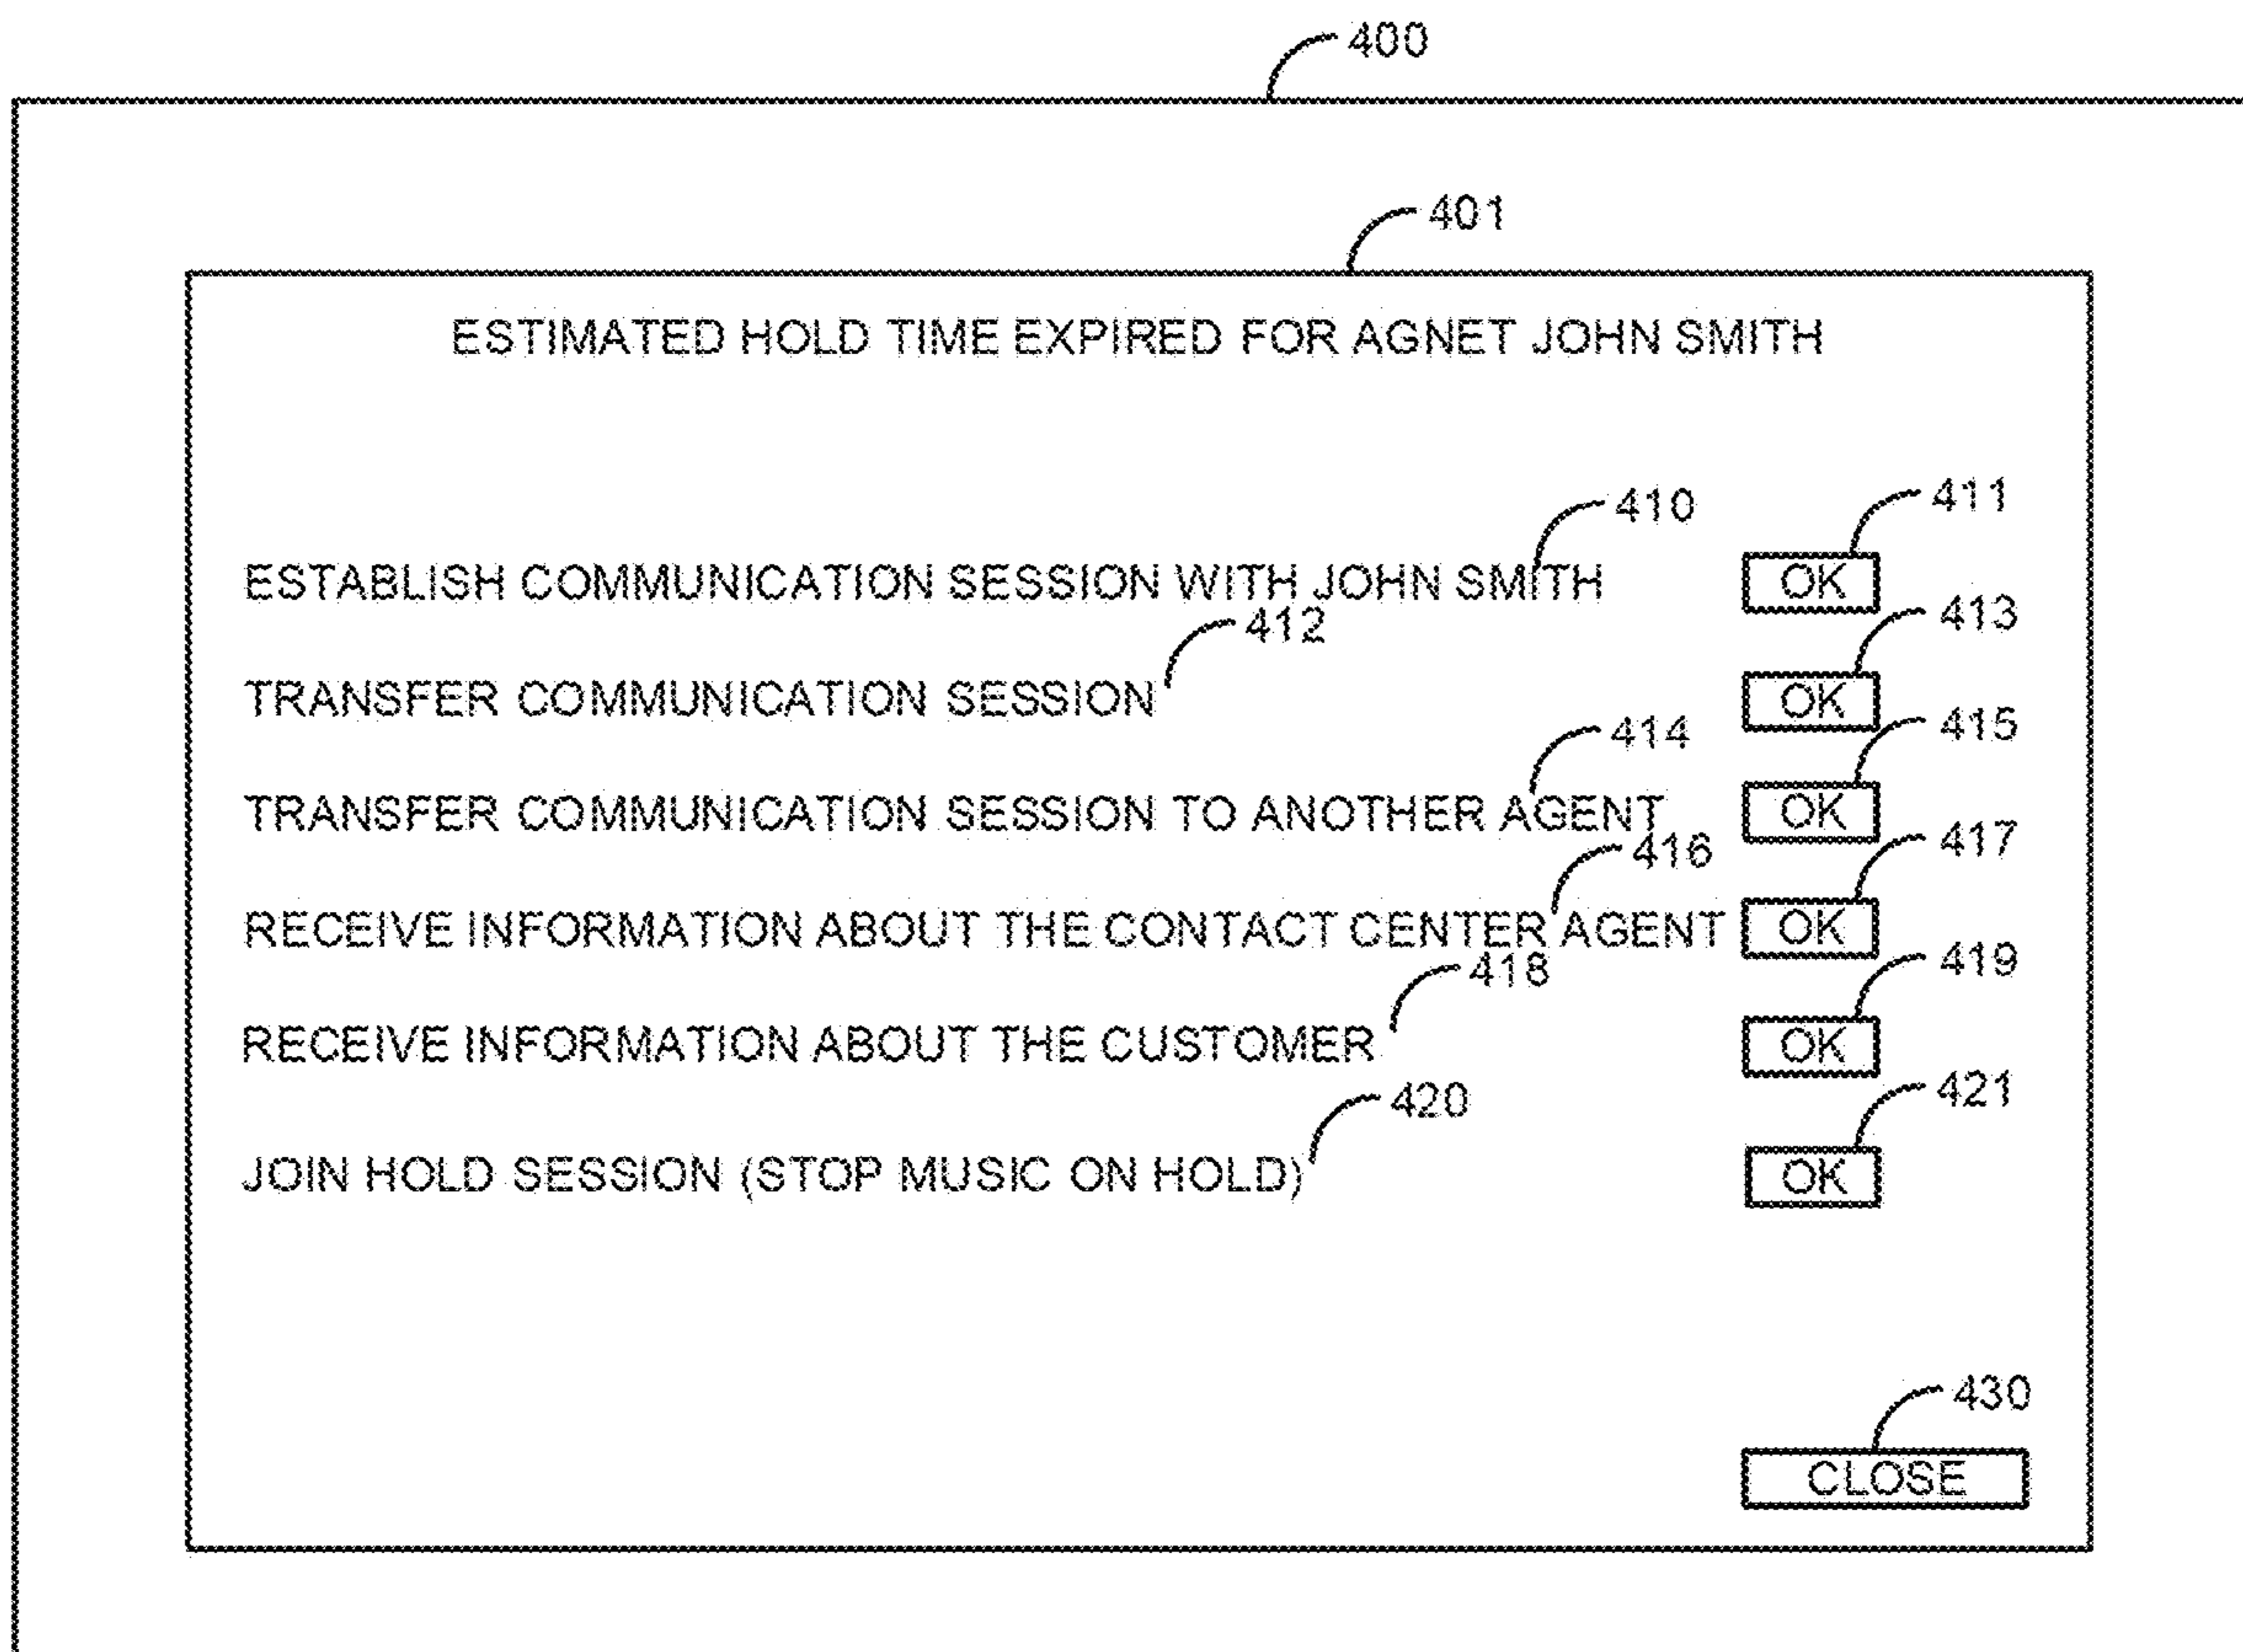 400
401
ESTIMATED HOLD TIME EXPIRED FOR AGNET JOHN SMITH
410
411
ESTABLISH COMMUNICATION SESSION WITH JOHN SMITH OK
412
413
TRANSFER COMMUNICATION SESSION OK
414
415
TRANSFER COMMUNICATION SESSION TO ANOTHER AGENT OK
416
417
RECEIVE INFORMATION ABOUT THE CONTACT CENTER AGENT OK
418
419
RECEIVE INFORMATION ABOUT THE CUSTOMER OK
420
421
JOIN HOLD SESSION (STOP MUSIC ON HOLD) OK
430
CLOSE